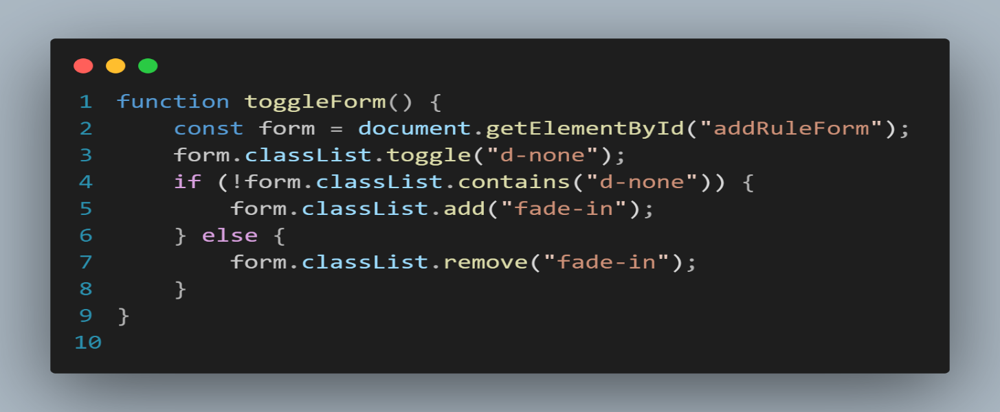 1 function toggleForm() {
2     const form = document.getElementById("addRuleForm");
3     form.classList.toggle("d-none");
4     if (!form.classList.contains("d-none")) {
5         form.classList.add("fade-in");
6     } else {
7         form.classList.remove("fade-in");
8     }
9 }
10